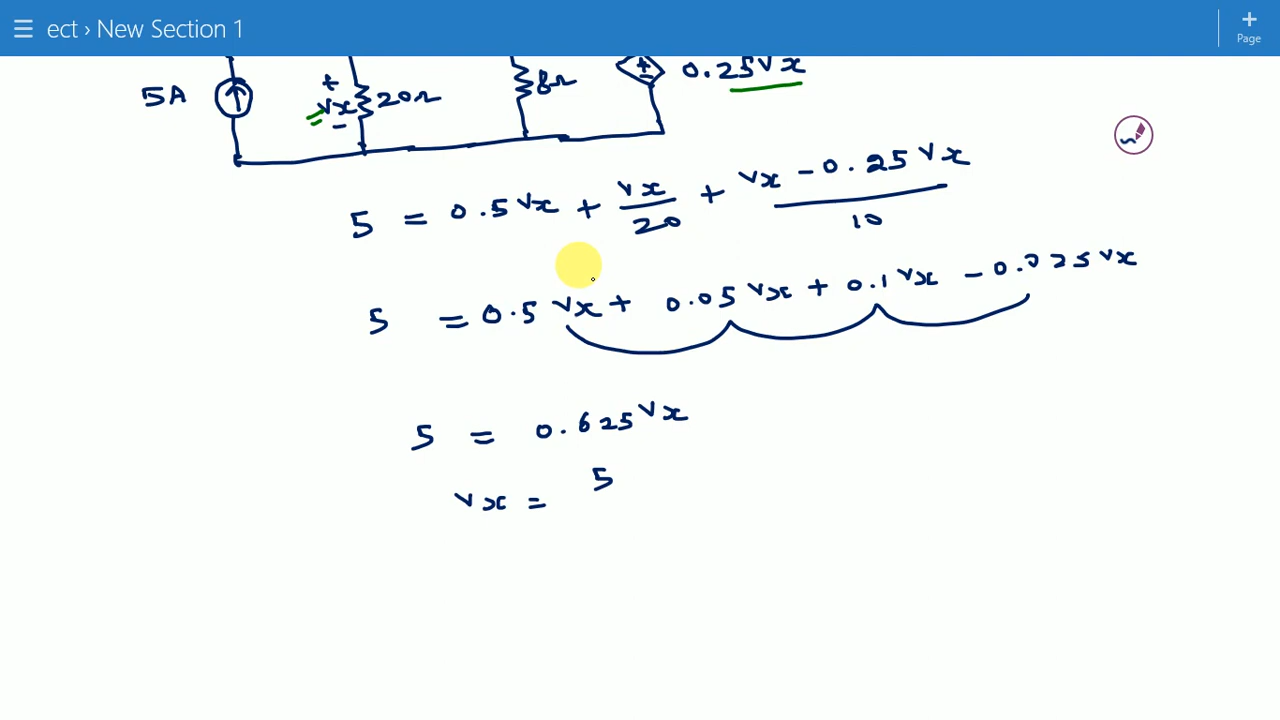 ect › New Section 1
Page
5A
+
Vx
-
20Ω
8Ω
+
-
0.25Vx
5 = 0.5Vx + Vx/20 + Vx - 0.25Vx/10
5 = 0.5Vx + 0.05Vx + 0.1Vx - 0.025Vx
5 = 0.625Vx
Vx = 5